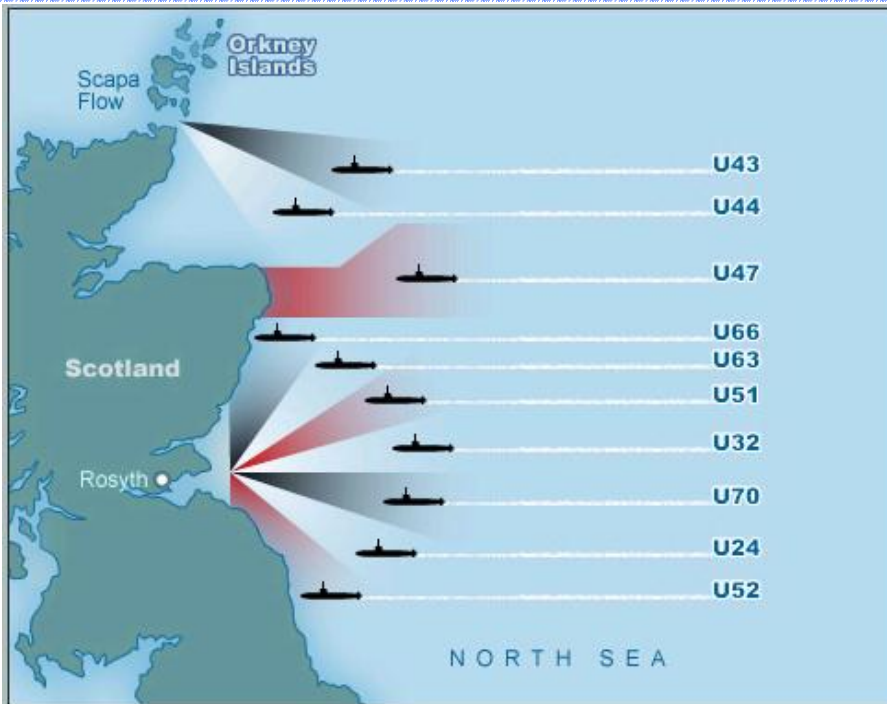 Orkney
Islands
Scapa
Flow
U43
U44
U47
U66
Scotland
U63
U51
U32
Rosyth
U70
U24
U52
NORTH SEA